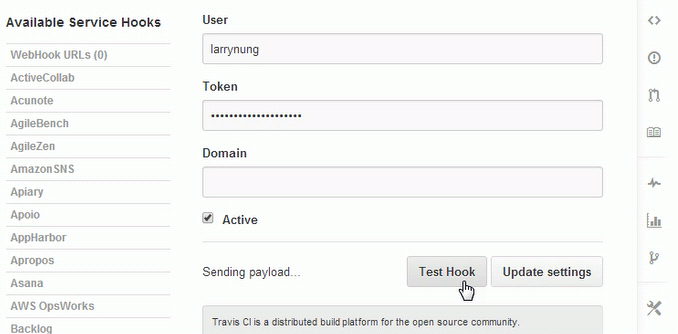 Available Service Hooks
WebHook URLs (0)
ActiveCollab
Acunote
AgileBench
AgileZen
AmazonSNS
Apiary
Apoio
AppHarbor
Apropos
Asana
AWS OpsWorks
Backlog
User
larrynung
Token
••••••••••••••••••••
Domain
Active
Sending payload...
Test Hook
Update settings
Travis CI is a distributed build platform for the open source community.